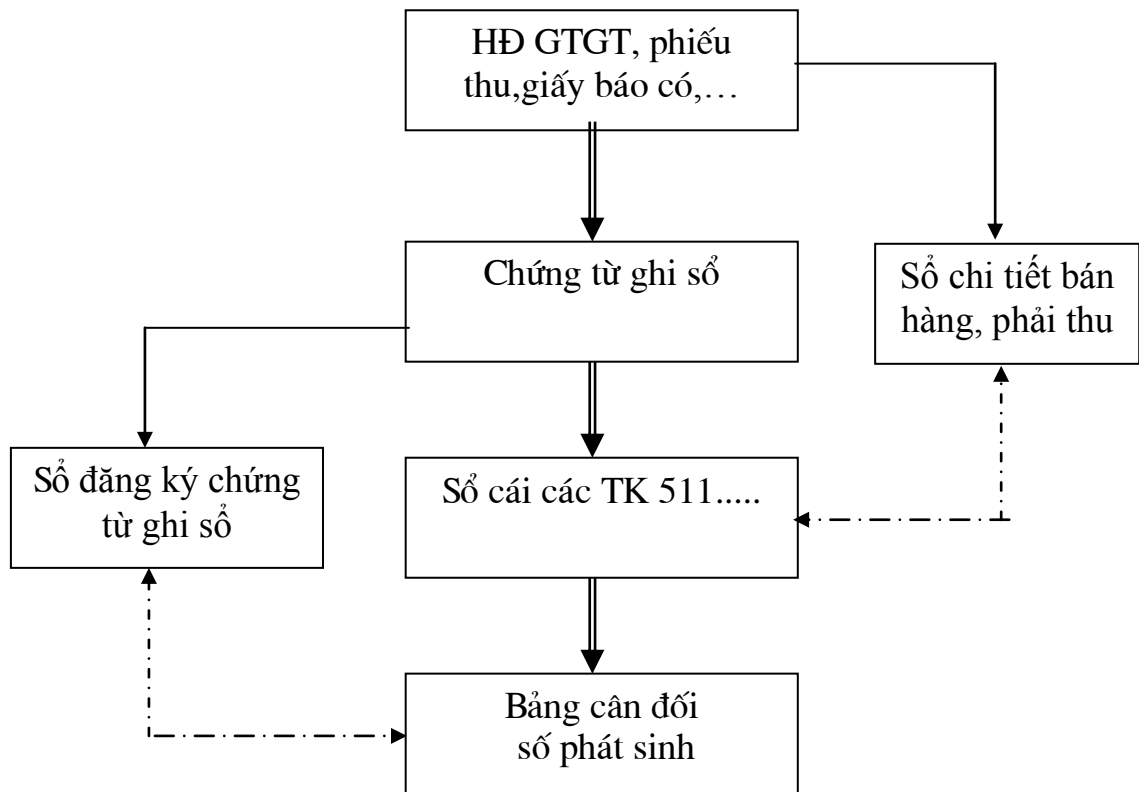 HĐ GTGT, phiếu
thu,giấy báo có,…
Chứng từ ghi sổ
Sổ chi tiết bán
hàng, phải thu
Sổ đăng ký chứng
từ ghi sổ
Sổ cái các TK 511.....
Bảng cân đối
số phát sinh